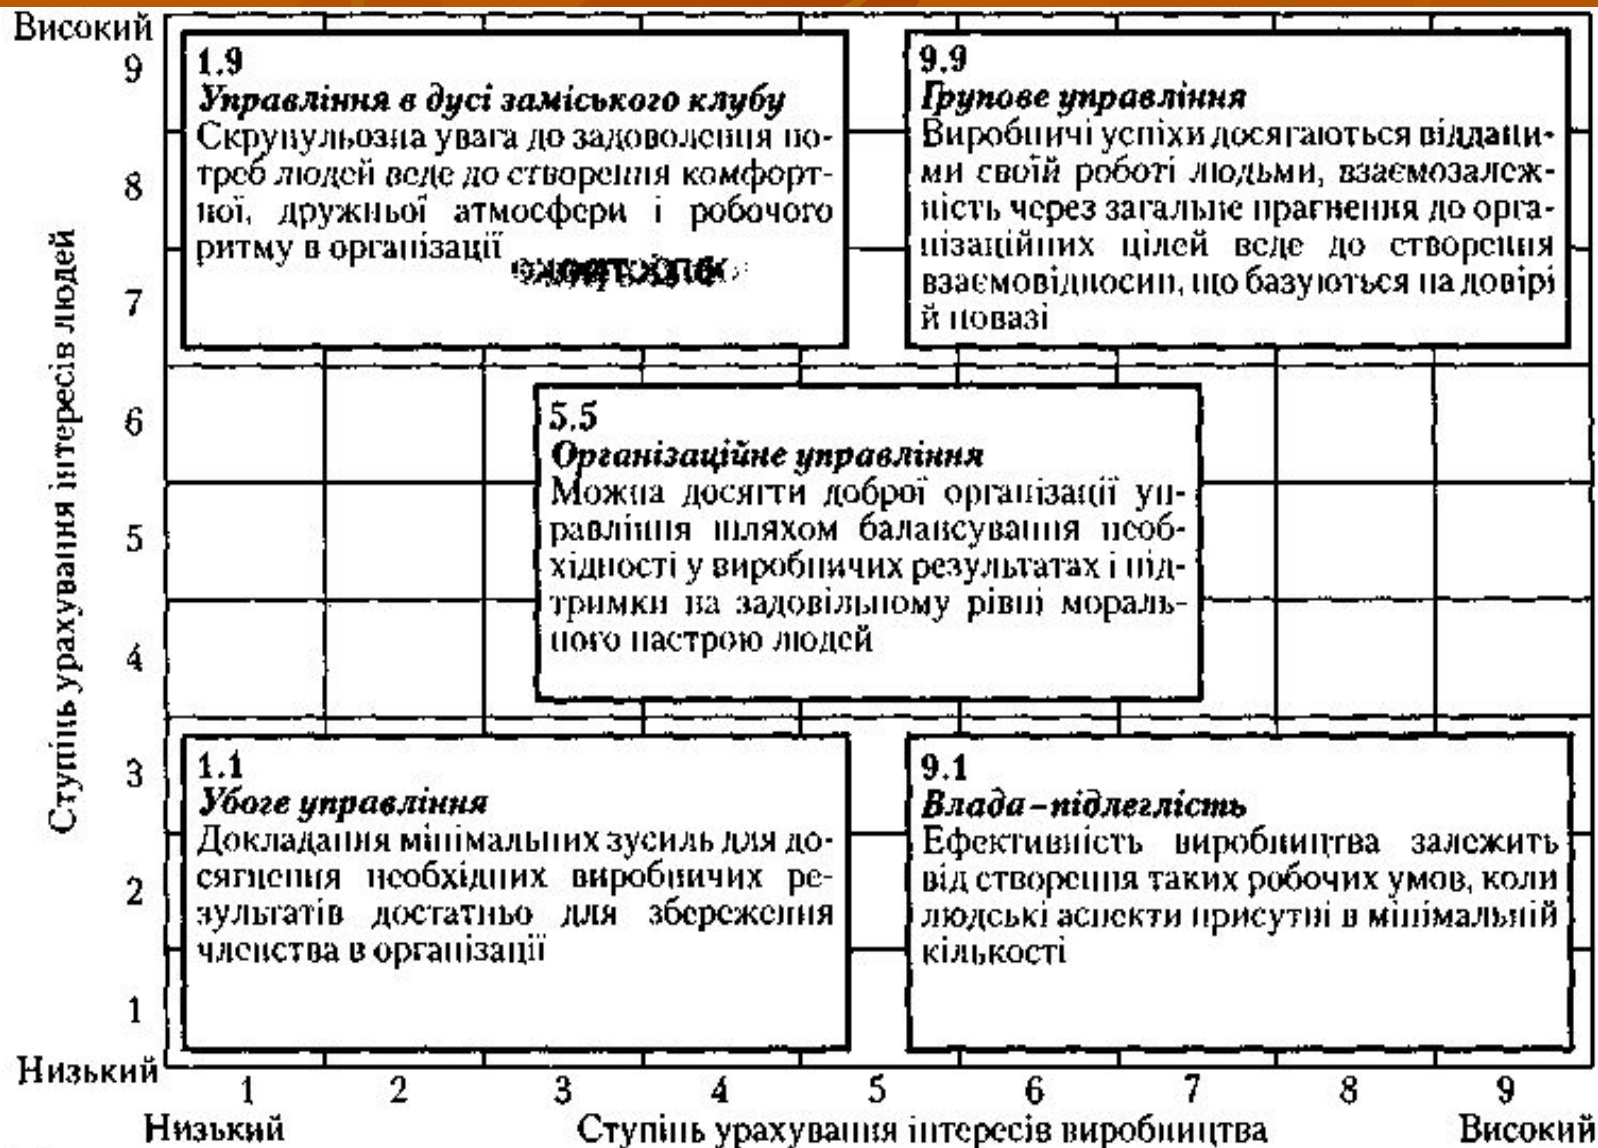 Високий
9
8
7
6
5
4
3
2
1
Низький
Ступінь урахування інтересів людей
1.9
Управління в дусі заміського клубу
Скрупульозна увага до задоволення по-
треб людей веде до створення комфорт-
ної, дружньої атмосфери і робочого
ритму в організації
9.9
Групове управління
Виробничі успіхи досягаються віддани-
ми своїй роботі людьми, взаємозалеж-
ність через загальне прагнення до орга-
нізаційних цілей веде до створення
взаємовідносин, що базуються на довірі
й повазі
5.5
Організаційне управління
Можна досягти доброї організації уп-
равління шляхом балансування необ-
хідності у виробничих результатах і під-
тримки на задовільному рівні мораль-
ного настрою людей
1.1
Убоге управління
Докладання мінімальних зусиль для до-
сягнення необхідних виробничих ре-
зультатів достатньо для збереження
членства в організації
9.1
Влада–підлеглість
Ефективність виробництва залежить
від створення таких робочих умов, коли
людські аспекти присутні в мінімальній
кількості
1 2 3 4 5 6 7 8 9
Низький Ступінь урахування інтересів виробництва Високий